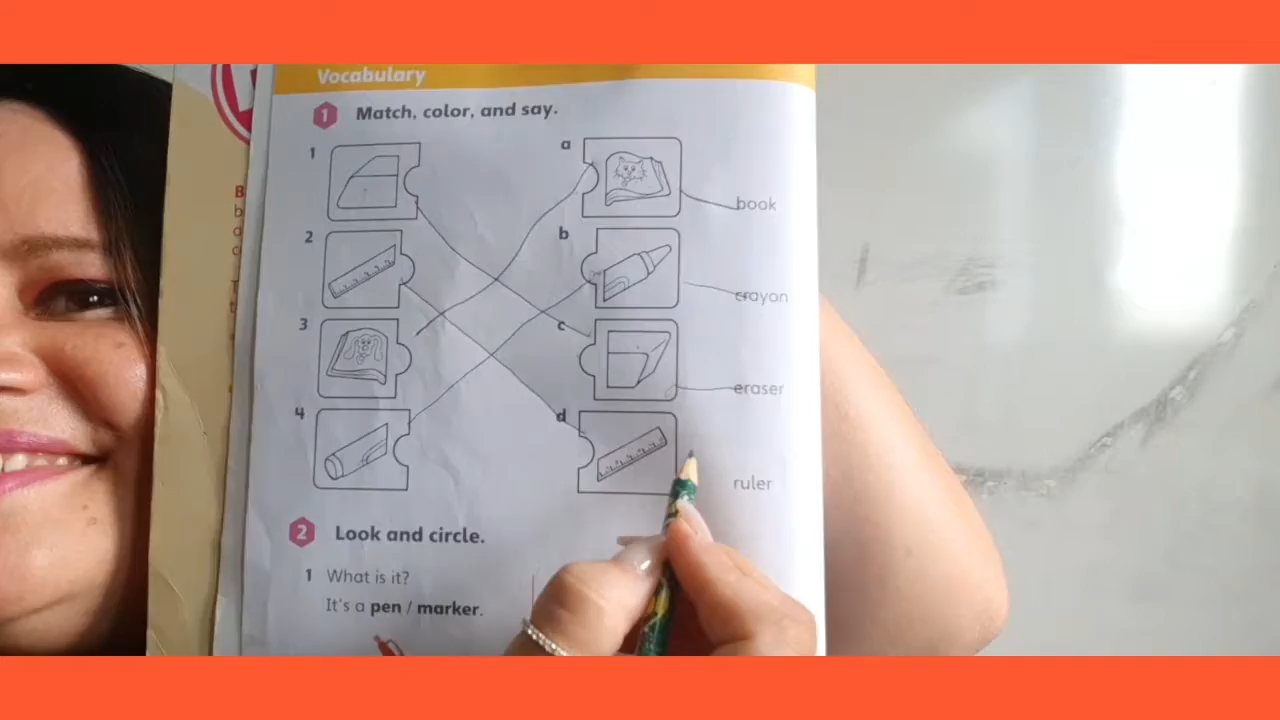 Vocabulary
1 Match, color, and say.
1
a
book
2
b
crayon
3
c
eraser
4
d
ruler
2 Look and circle.
1 What is it?
It's a pen / marker.